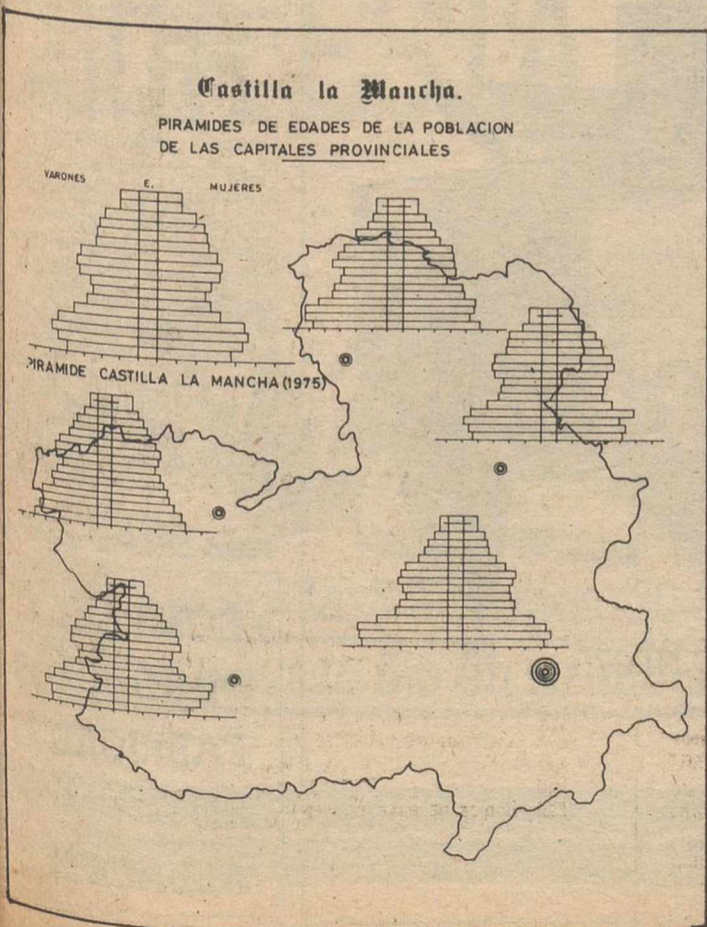 Castilla la Mancha.
PIRAMIDES DE EDADES DE LA POBLACION
DE LAS CAPITALES PROVINCIALES
VARONES E. MUJERES
PIRAMIDE CASTILLA LA MANCHA (1975)